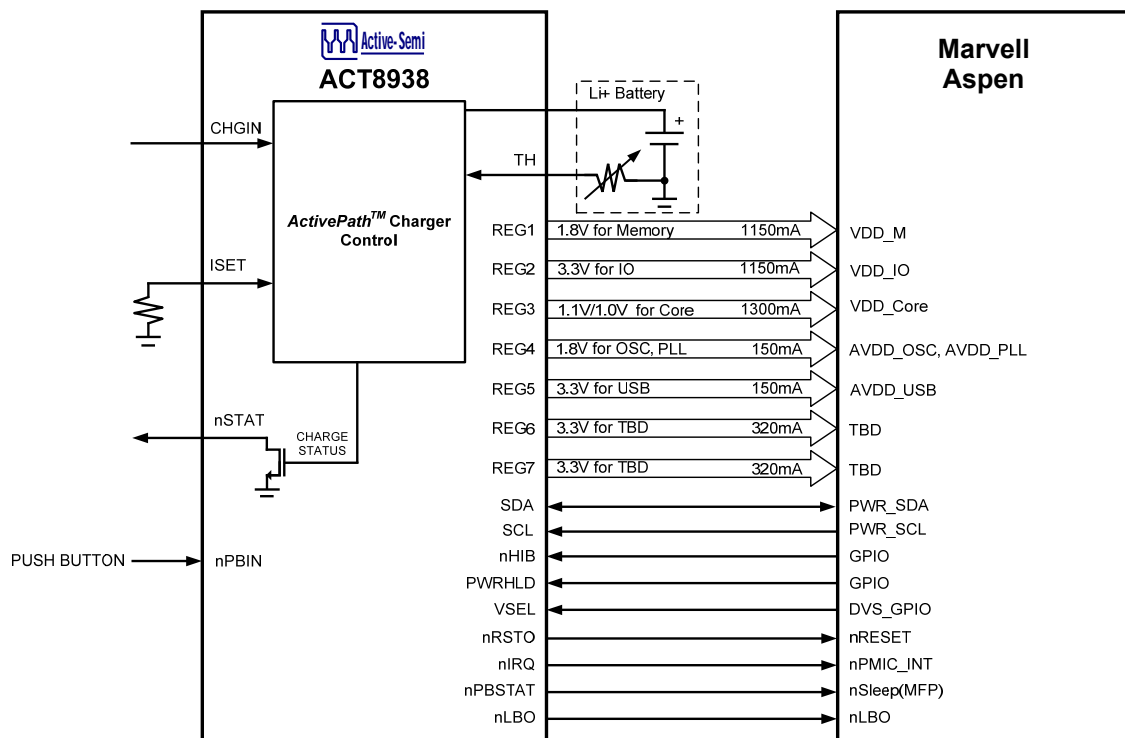 Active-Semi
ACT8938
Marvell
Aspen
Li+ Battery
+
CHGIN
TH
ActivePath™ Charger
Control
ISET
REG1 1.8V for Memory 1150mA VDD_M
REG2 3.3V for IO 1150mA VDD_IO
REG3 1.1V/1.0V for Core 1300mA VDD_Core
REG4 1.8V for OSC, PLL 150mA AVDD_OSC, AVDD_PLL
REG5 3.3V for USB 150mA AVDD_USB
REG6 3.3V for TBD 320mA TBD
REG7 3.3V for TBD 320mA TBD
nSTAT
CHARGE
STATUS
SDA PWR_SDA
SCL PWR_SCL
PUSH BUTTON nPBIN
nHIB GPIO
PWRHLD GPIO
VSEL DVS_GPIO
nRSTO nRESET
nIRQ nPMIC_INT
nPBSTAT nSleep(MFP)
nLBO nLBO